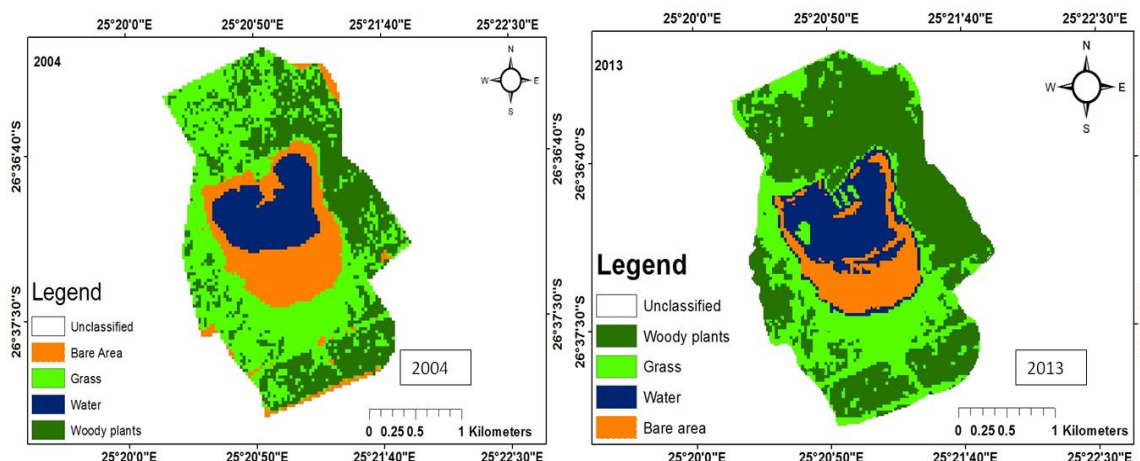 25°20'0"E 25°20'50"E 25°21'40"E 25°22'30"E
2004
N
W E
S
26°36'40"S
26°37'30"S
Legend
Unclassified
Bare Area
Grass
Water
Woody plants
2004
0 0.25 0.5 1 Kilometers
25°20'0"E 25°20'50"E 25°21'40"E 25°22'30"E
25°20'0"E 25°20'50"E 25°21'40"E 25°22'30"E
2013
N
W E
S
26°36'40"S
26°36'40"S
26°37'30"S
26°37'30"S
Legend
Unclassified
Woody plants
Grass
Water
Bare area
2013
0 0.25 0.5 1 Kilometers
25°20'0"E 25°20'50"E 25°21'40"E 25°22'30"E